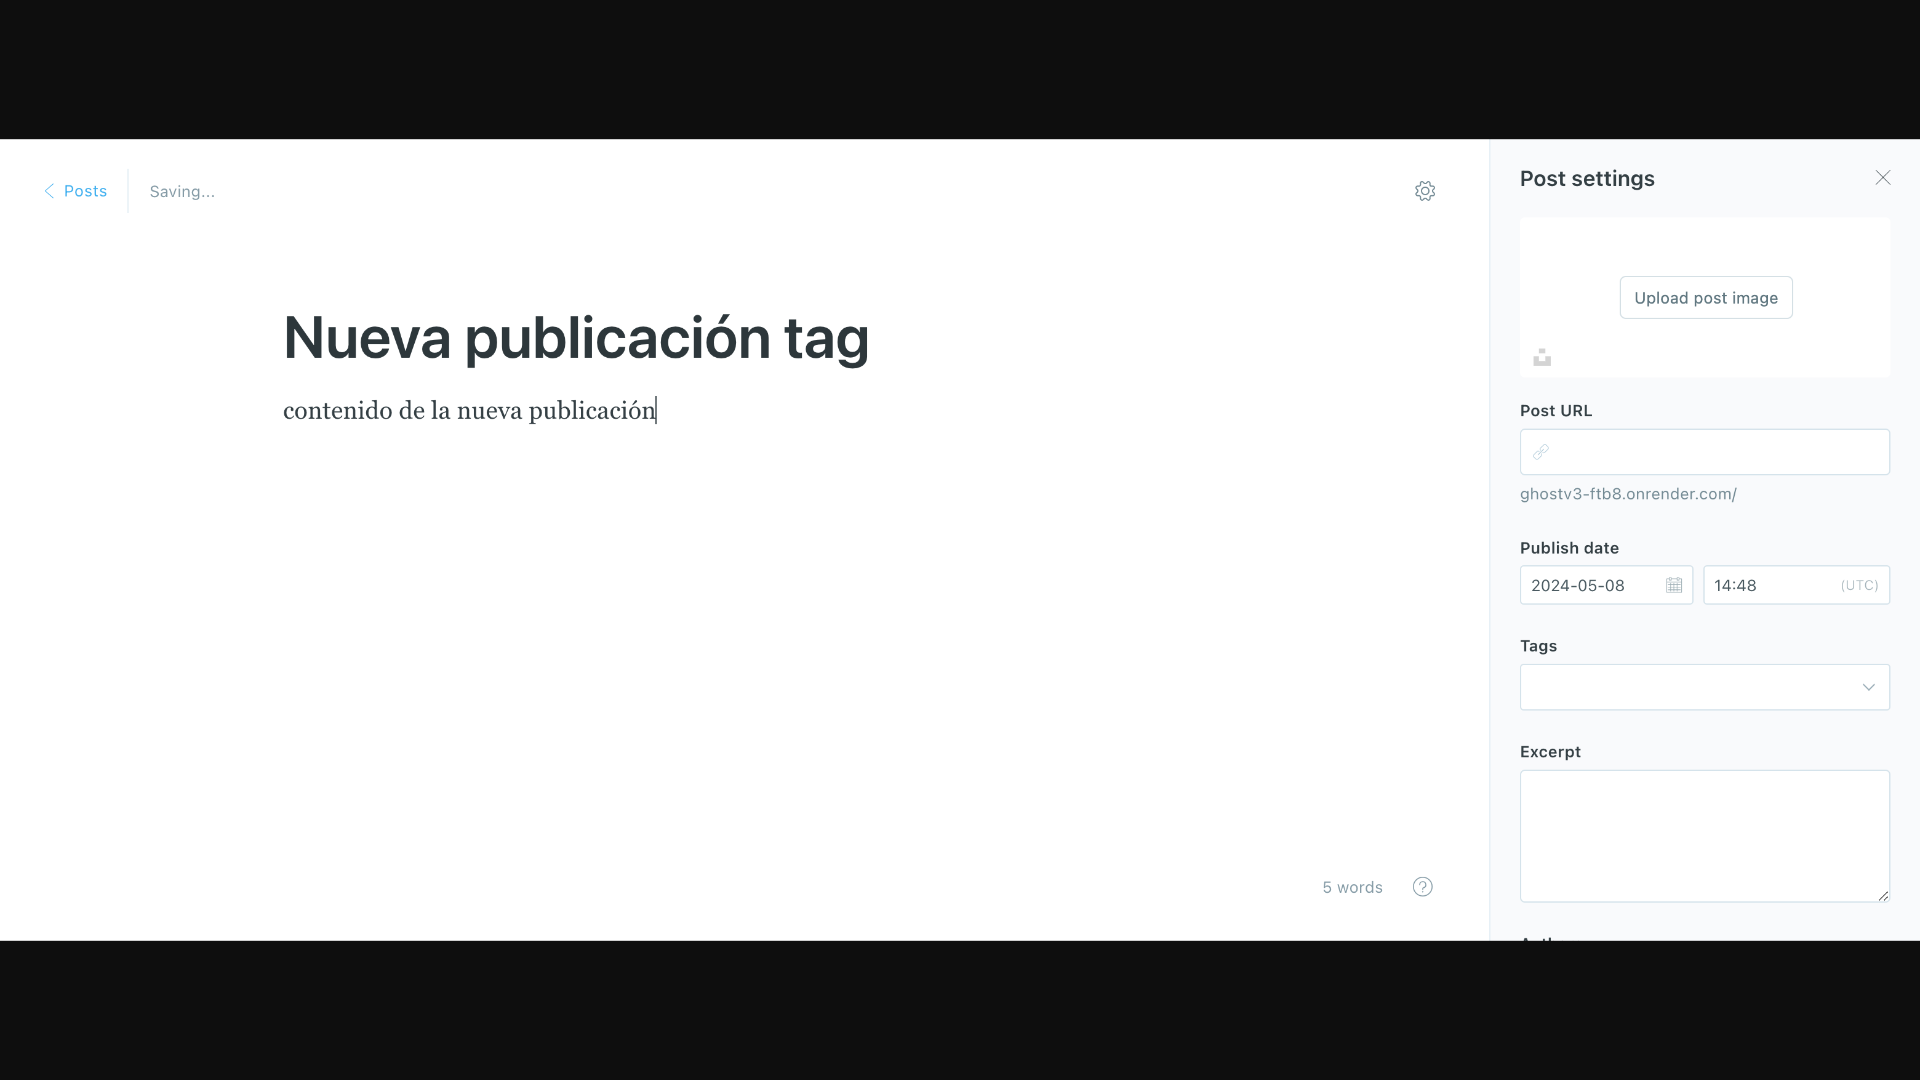 Posts
Saving...
Nueva publicación tag
contenido de la nueva publicación
5 words
Post settings
Upload post image
Post URL
ghostv3-ftb8.onrender.com/
Publish date
2024-05-08
14:48 (UTC)
Tags
Excerpt